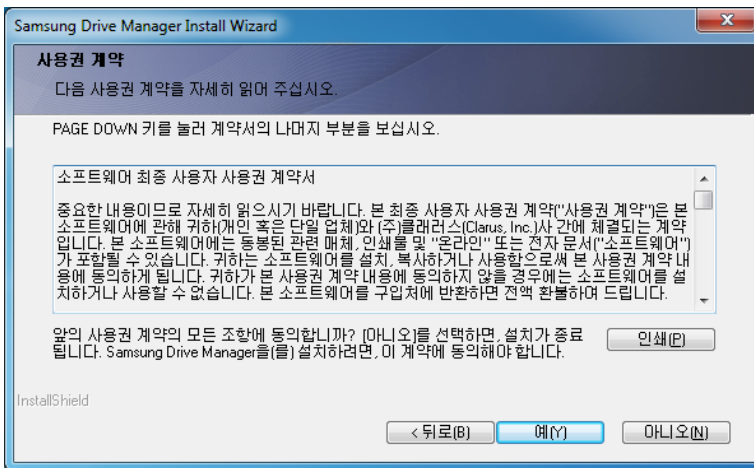 Samsung Drive Manager Install Wizard
사용권 계약
다음 사용권 계약을 자세히 읽어 주십시오.
PAGE DOWN 키를 눌러 계약서의 나머지 부분을 보십시오.
소프트웨어 최종 사용자 사용권 계약서
중요한 내용이므로 자세히 읽으시기 바랍니다. 본 최종 사용자 사용권 계약("사용권 계약")은 본
소프트웨어에 관해 귀하(개인 혹은 단일 업체)와 (주)클래러스(Clarus, Inc.)사 간에 체결되는 계약
입니다. 본 소프트웨어에는 동봉된 관련 매체, 인쇄물 및 "온라인" 또는 전자 문서("소프트웨어")
가 포함될 수 있습니다. 귀하는 소프트웨어를 설치, 복사하거나 사용함으로써 본 사용권 계약 내
용에 동의하게 됩니다. 귀하가 본 사용권 계약 내용에 동의하지 않을 경우에는 소프트웨어를 설
치하거나 사용할 수 없습니다. 본 소프트웨어를 구입처에 반환하면 전액 환불하여 드립니다.
앞의 사용권 계약의 모든 조항에 동의합니까? [아니오]를 선택하면, 설치가 종료
됩니다. Samsung Drive Manager을(를) 설치하려면, 이 계약에 동의해야 합니다.
인쇄(P)
InstallShield
< 뒤로(B)
예(Y)
아니오(N)